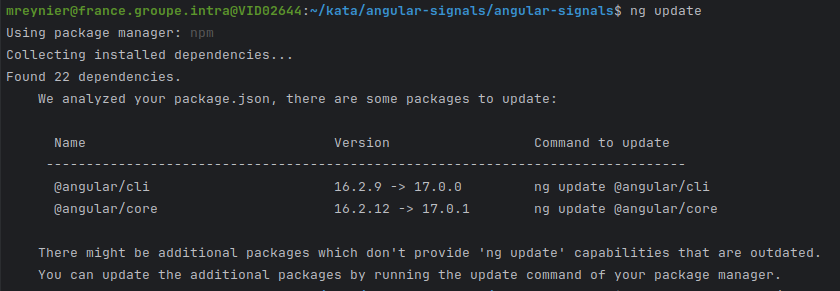 mreynier@france.groupe.intra@VID02644:~/kata/angular-signals/angular-signals$ ng update
Using package manager: npm
Collecting installed dependencies...
Found 22 dependencies.
We analyzed your package.json, there are some packages to update:
Name Version Command to update
--------------------------------------------------------------------------------
@angular/cli 16.2.9 -> 17.0.0 ng update @angular/cli
@angular/core 16.2.12 -> 17.0.1 ng update @angular/core
There might be additional packages which don't provide 'ng update' capabilities that are outdated.
You can update the additional packages by running the update command of your package manager.